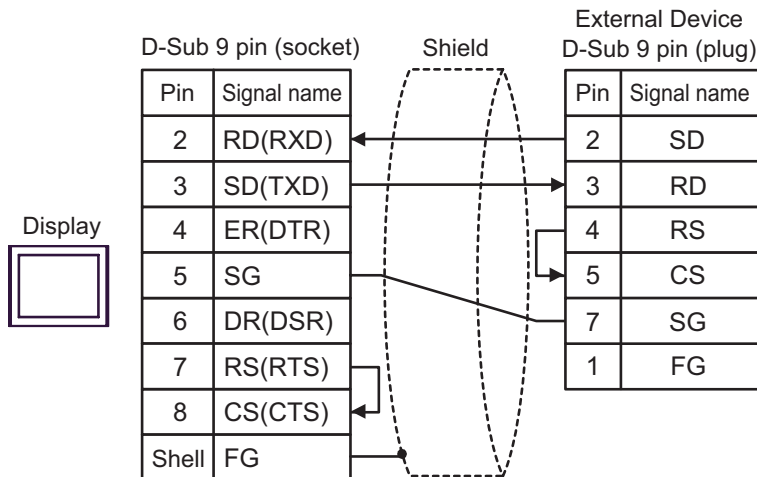 External Device
D-Sub 9 pin (socket) Shield D-Sub 9 pin (plug)
Pin Signal name Pin Signal name
2 RD(RXD) 2 SD
3 SD(TXD) 3 RD
Display 4 ER(DTR) 4 RS
5 SG 5 CS
6 DR(DSR) 7 SG
7 RS(RTS) 1 FG
8 CS(CTS)
Shell FG